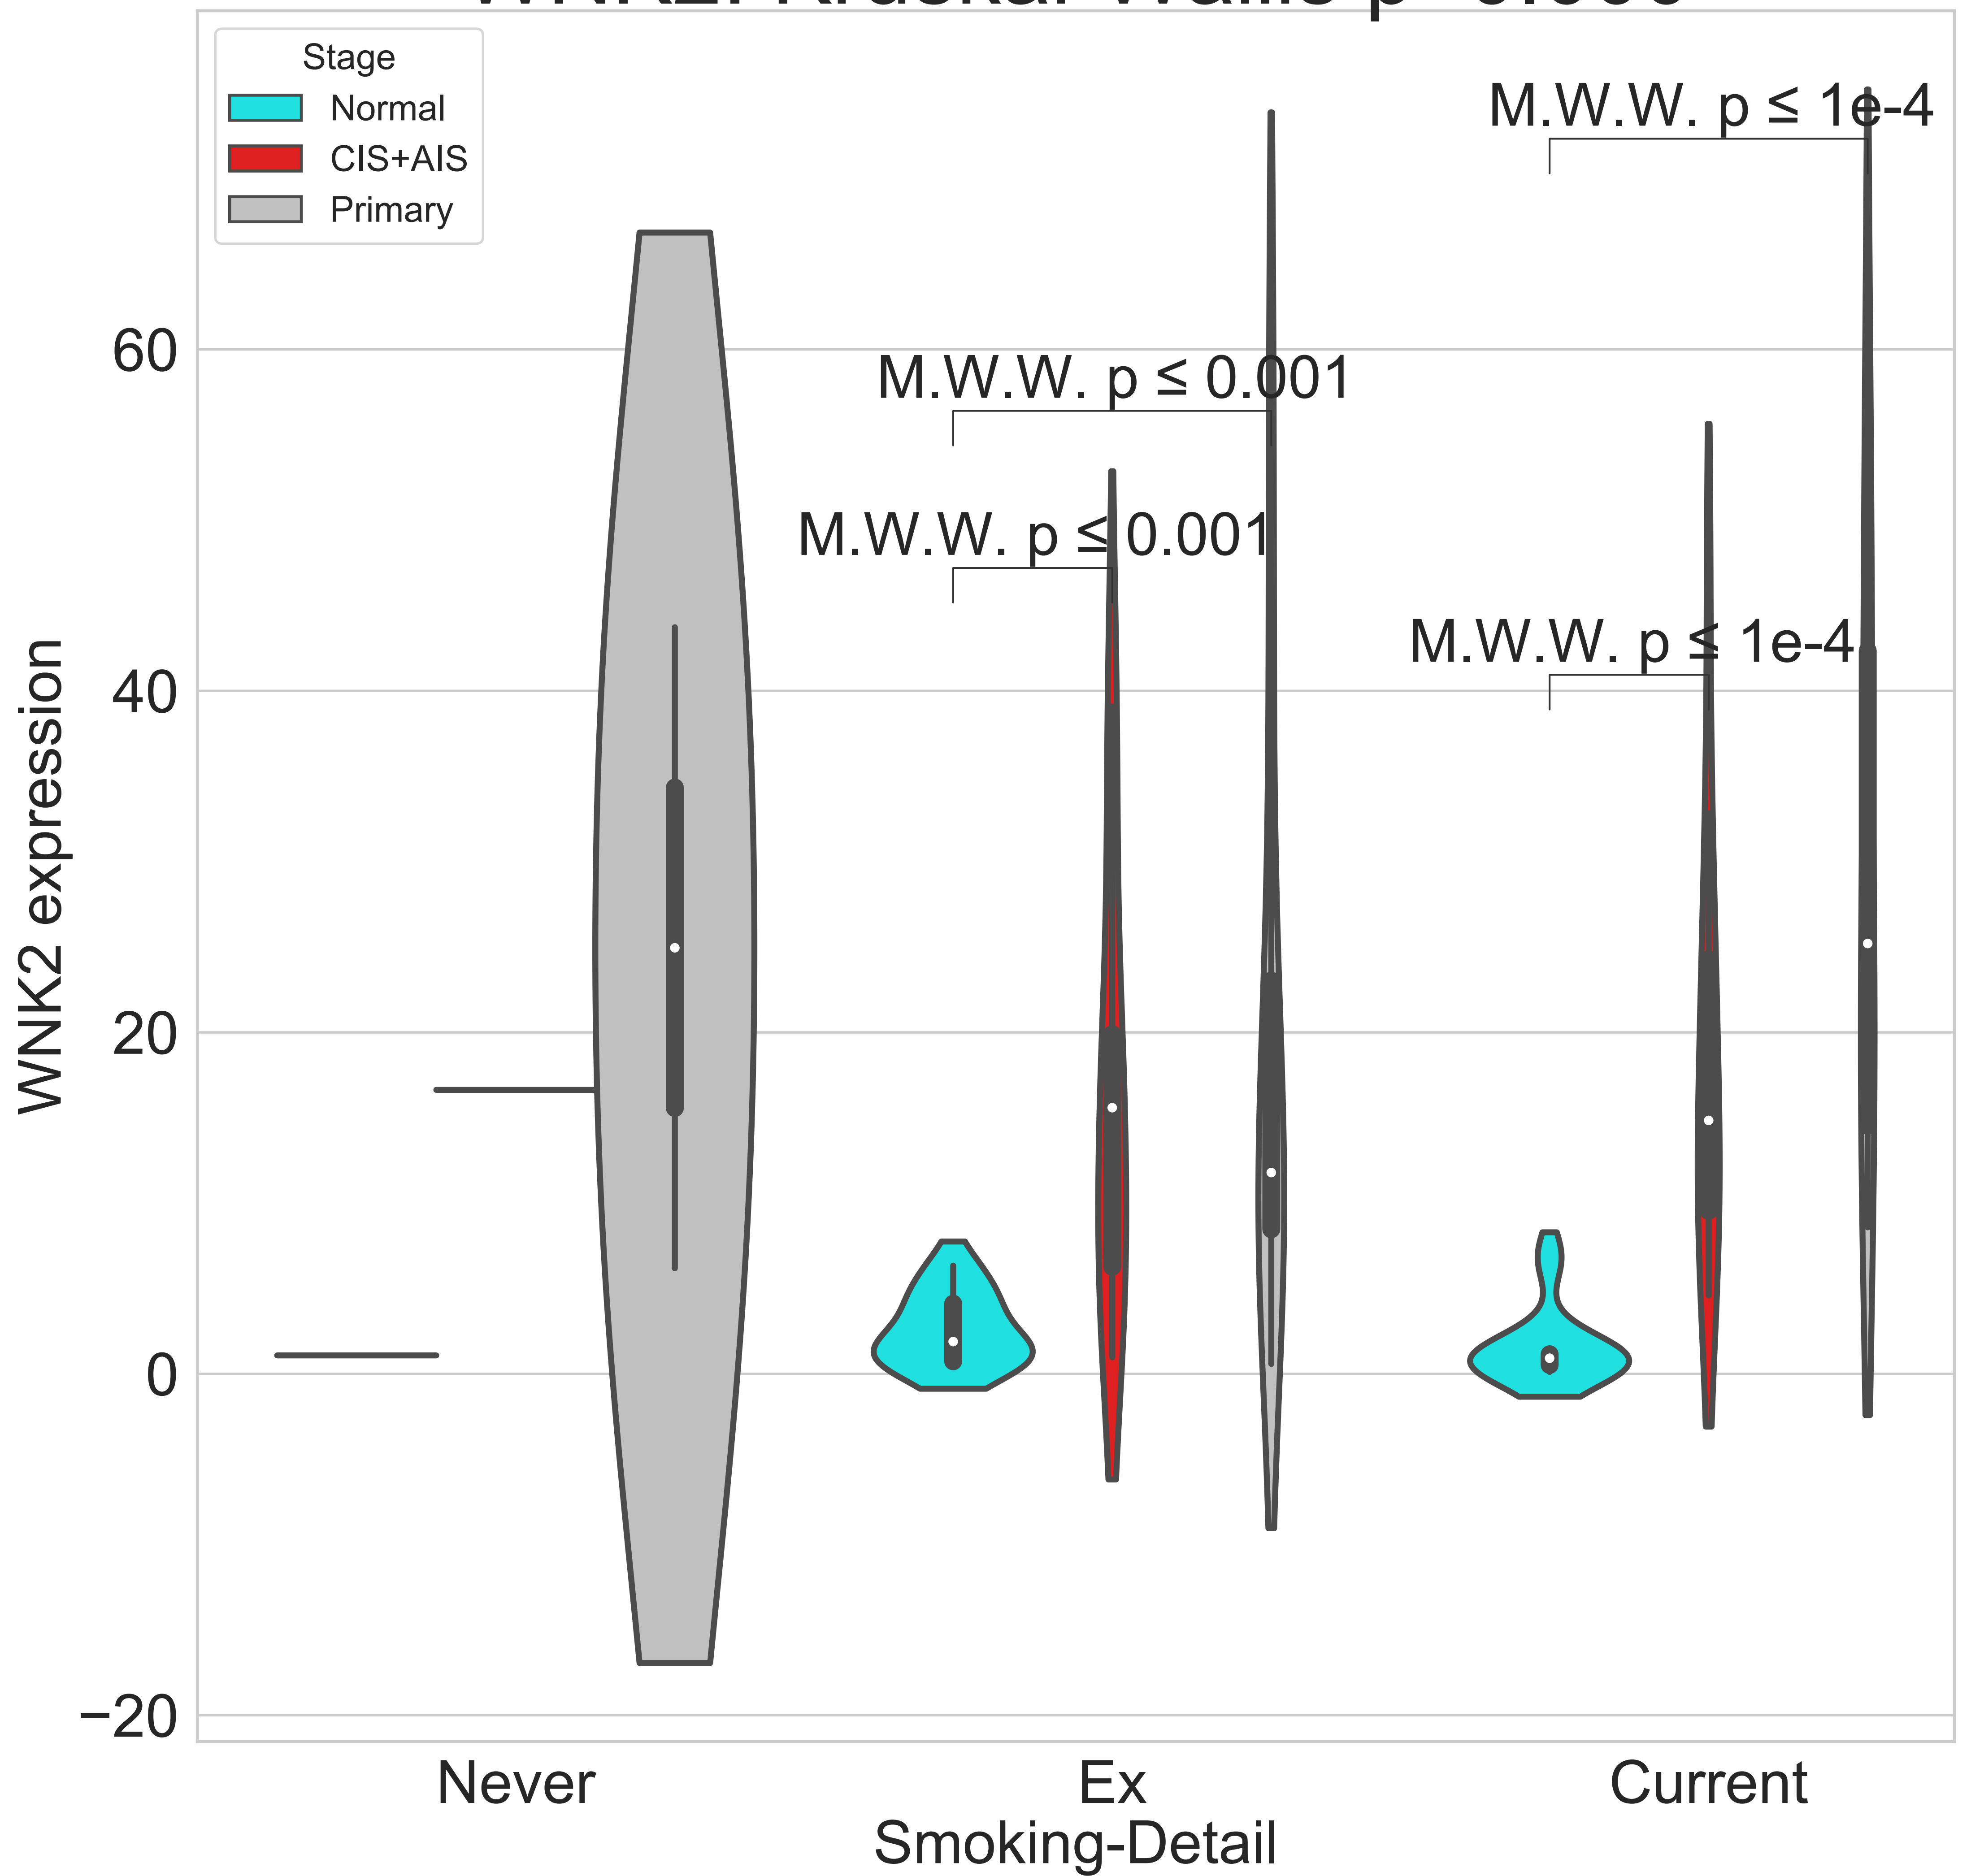 Stage
Normal
CIS+AIS
Primary
M.W.W. p ≤ 1e-4
60
M.W.W. p ≤ 0.001
M.W.W. p ≤ 0.001
M.W.W. p ≤ 1e-4
40
WNK2 expression
20
0
−20
Never
Ex
Current
Smoking-Detail